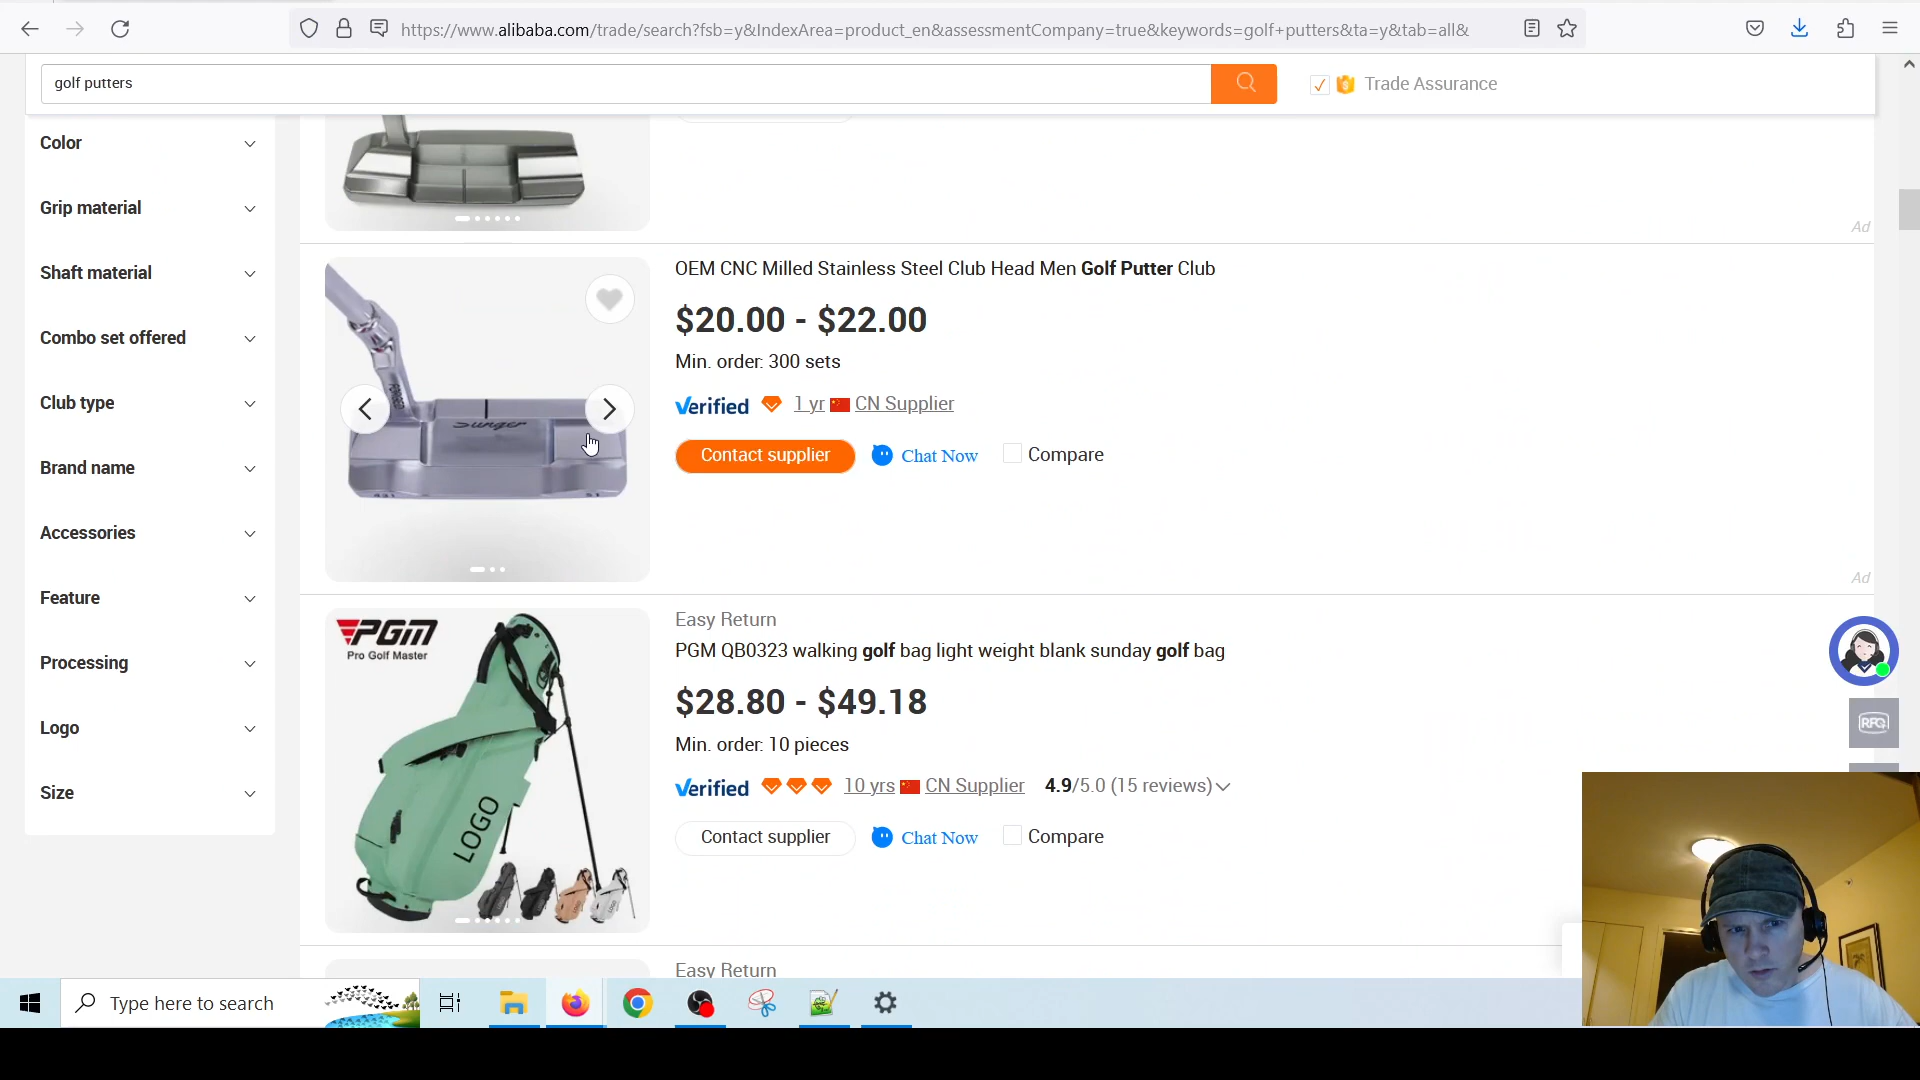 https://www.alibaba.com/trade/search?fsb=y&IndexArea=product_en&assessmentCompany=true&keywords=golf+putters&ta=y&tab=all&
golf putters
Trade Assurance
Color
Grip material
Shaft material
Combo set offered
Club type
Brand name
Accessories
Feature
Processing
Logo
Size
Ad
OEM CNC Milled Stainless Steel Club Head Men Golf Putter Club
$20.00 - $22.00
Min. order: 300 sets
Verified 1 yr CN Supplier
Contact supplier Chat Now Compare
Ad
PGM
Pro Golf Master
LOGO
Easy Return
PGM QB0323 walking golf bag light weight blank sunday golf bag
$28.80 - $49.18
Min. order: 10 pieces
Verified 10 yrs CN Supplier 4.9/5.0 (15 reviews)
Contact supplier Chat Now Compare
Easy Return
RFQ
Type here to search